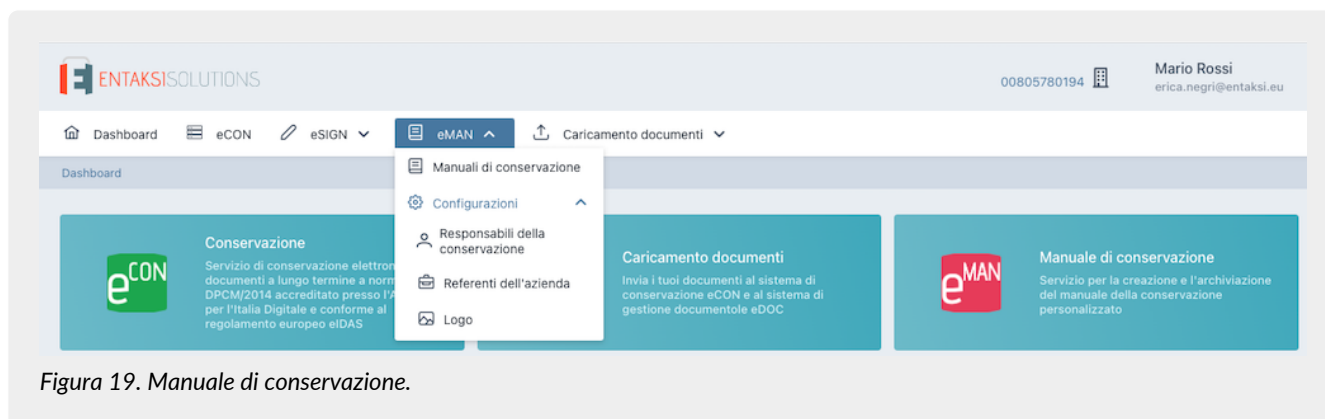 ENTAKSISOLUTIONS
00805780194
Mario Rossi
erica.negri@entaksi.eu
Dashboard
eCON
eSIGN
eMAN
Caricamento documenti
Dashboard
Manuali di conservazione
Configurazioni
Responsabili della
conservazione
Referenti dell'azienda
Logo
eCON
Conservazione
Servizio di conservazione elettron
documenti a lungo termine a norm
DPCM/2014 accreditato presso l'A
per l'Italia Digitale e conforme al
regolamento europeo eIDAS
Caricamento documenti
Invia i tuoi documenti al sistema di
conservazione eCON e al sistema di
gestione documentole eDOC
eMAN
Manuale di conservazione
Servizio per la creazione e l'archiviazione
del manuale della conservazione
personalizzato
Figura 19. Manuale di conservazione.